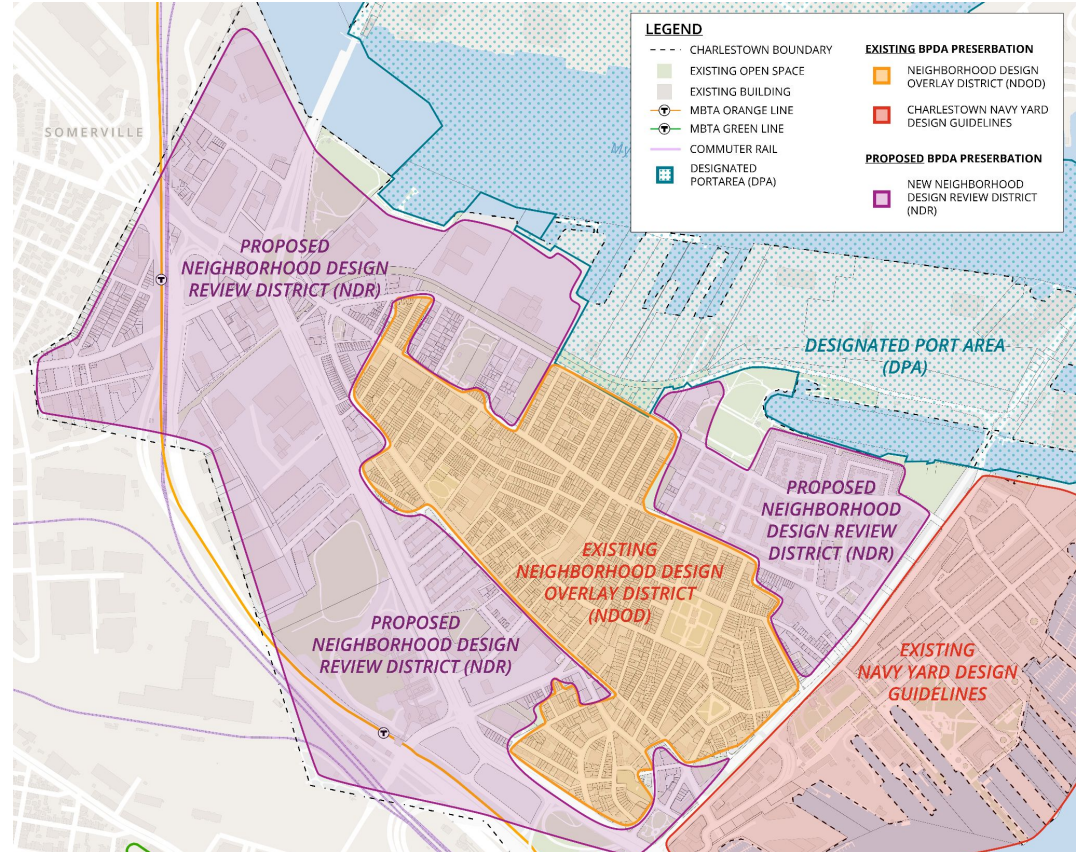 LEGEND
CHARLESTOWN BOUNDARY
EXISTING OPEN SPACE
EXISTING BUILDING
MBTA ORANGE LINE
MBTA GREEN LINE
COMMUTER RAIL
DESIGNATED
PORTAREA (DPA)
EXISTING BPDA PRESERBATION
NEIGHBORHOOD DESIGN
OVERLAY DISTRICT (NDOD)
CHARLESTOWN NAVY YARD
DESIGN GUIDELINES
PROPOSED BPDA PRESERBATION
NEW NEIGHBORHOOD
DESIGN REVIEW DISTRICT
(NDR)
SOMERVILLE
My
PROPOSED
NEIGHBORHOOD DESIGN
REVIEW DISTRICT (NDR)
DESIGNATED PORT AREA
(DPA)
PROPOSED
NEIGHBORHOOD
DESIGN REVIEW
DISTRICT (NDR)
EXISTING
NEIGHBORHOOD DESIGN
OVERLAY DISTRICT
(NDOD)
PROPOSED
NEIGHBORHOOD DESIGN
REVIEW DISTRICT (NDR)
EXISTING
NAVY YARD DESIGN
GUIDELINES